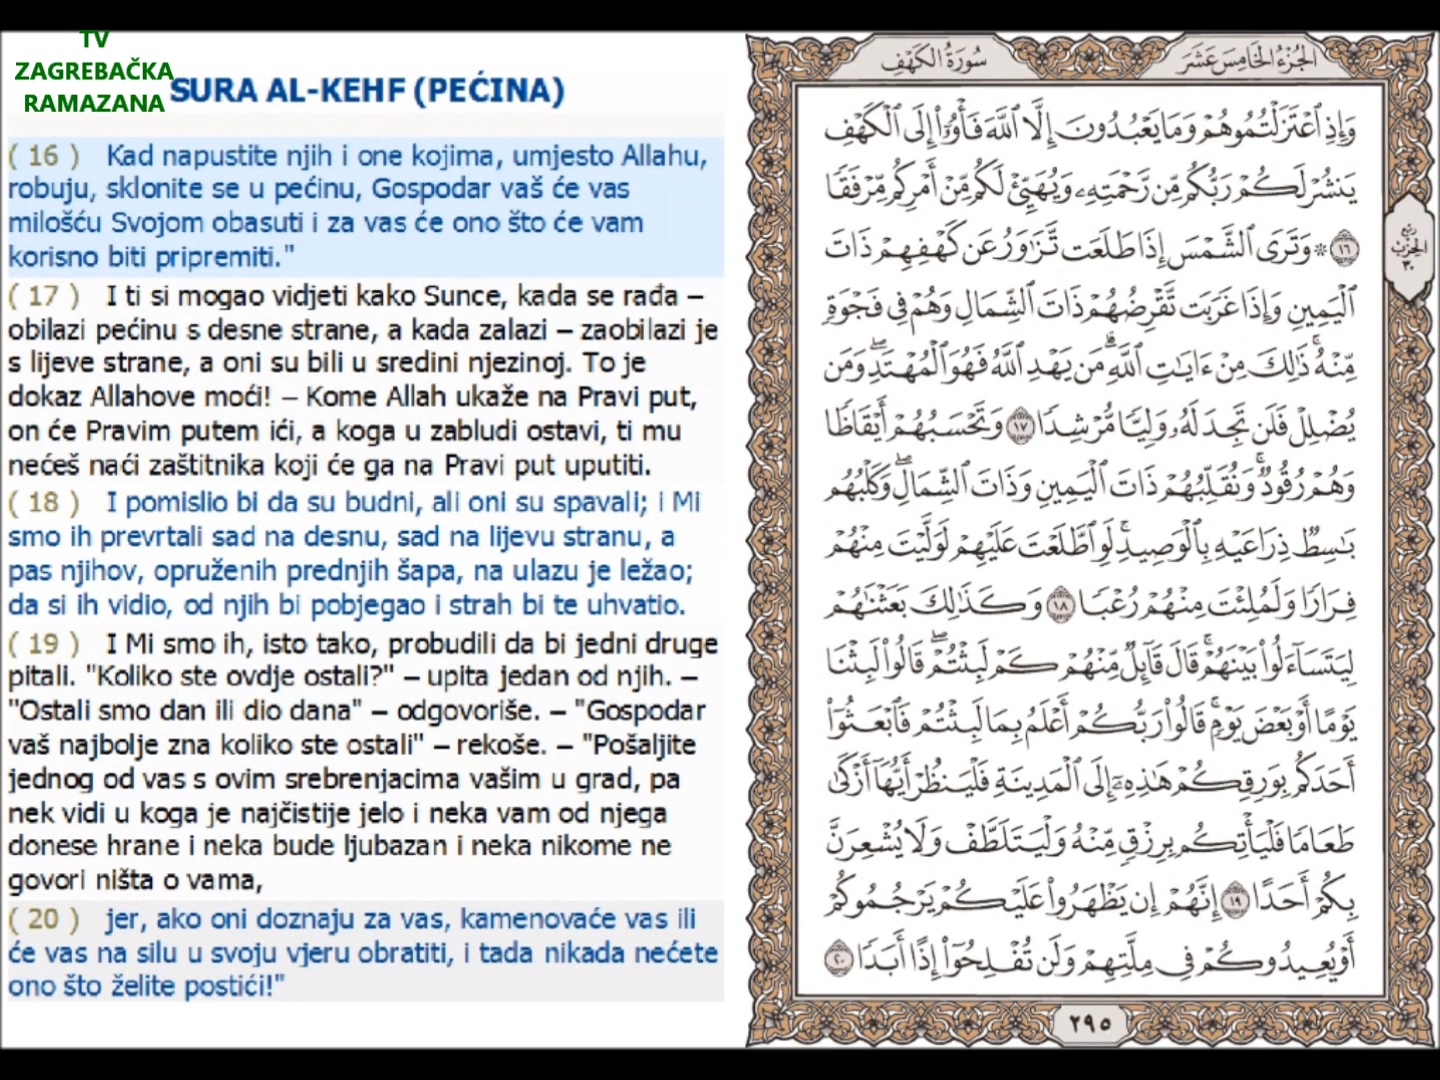 TV
ZAGREBAČKA
RAMAZANA
SURA AL-KEHF (PEĆINA)
( 16 ) Kad napustite njih i one kojima, umjesto Allahu,
robuju, sklonite se u pećinu, Gospodar vaš će vas
milošću Svojom obasuti i za vas će ono što će vam
korisno biti pripremiti."
( 17 ) I ti si mogao vidjeti kako Sunce, kada se rađa –
obilazi pećinu s desne strane, a kada zalazi – zaobilazi je
s lijeve strane, a oni su bili u sredini njezinoj. To je
dokaz Allahove moći! – Kome Allah ukaže na Pravi put,
on će Pravim putem ići, a koga u zabludi ostavi, ti mu
nećeš naći zaštitnika koji će ga na Pravi put uputiti.
( 18 ) I pomislio bi da su budni, ali oni su spavali; i Mi
smo ih prevrtali sad na desnu, sad na lijevu stranu, a
pas njihov, opruženih prednjih šapa, na ulazu je ležao;
da si ih vidio, od njih bi pobjegao i strah bi te uhvatio.
( 19 ) I Mi smo ih, isto tako, probudili da bi jedni druge
pitali. "Koliko ste ovdje ostali?" – upita jedan od njih. –
"Ostali smo dan ili dio dana" – odgovoriše. – "Gospodar
vaš najbolje zna koliko ste ostali" – rekoše. – "Pošaljite
jednog od vas s ovim srebrenjacima vašim u grad, pa
nek vidi u koga je najčistije jelo i neka vam od njega
donese hrane i neka bude ljubazan i neka nikome ne
govori ništa o vama,
( 20 ) jer, ako oni doznaju za vas, kamenovaće vas ili
će vas na silu u svoju vjeru obratiti, i tada nikada nećete
ono što želite postići!"
الجُزْءُ الخَامِسَ عَشَرَ
سُورَةُ الكَهْفِ
وَإِذِ ٱعْتَزَلْتُمُوهُمْ وَمَا يَعْبُدُونَ إِلَّا ٱللَّهَ فَأْوُۥٓا۟ إِلَى ٱلْكَهْفِ
يَنشُرْ لَكُمْ رَبُّكُم مِّن رَّحْمَتِهِۦ وَيُهَيِّئْ لَكُم مِّنْ أَمْرِكُم مِّرْفَقًا
١٦ ۞ وَتَرَى ٱلشَّمْسَ إِذَا طَلَعَت تَّزَٰوَرُ عَن كَهْفِهِمْ ذَاتَ
ٱلْيَمِينِ وَإِذَا غَرَبَت تَّقْرِضُهُمْ ذَاتَ ٱلشِّمَالِ وَهُمْ فِى فَجْوَةٍ
مِّنْهُ ۚ ذَٰلِكَ مِنْ ءَايَٰتِ ٱللَّهِ ۗ مَن يَهْدِ ٱللَّهُ فَهُوَ ٱلْمُهْتَدِ ۖ وَمَن
يُضْلِلْ فَلَن تَجِدَ لَهُۥ وَلِيًّا مُّرْشِدًا ١٧ وَتَحْسَبُهُمْ أَيْقَاظًا
وَهُمْ رُقُودٌ ۚ وَنُقَلِّبُهُمْ ذَاتَ ٱلْيَمِينِ وَذَاتَ ٱلشِّمَالِ ۖ وَكَلْبُهُم
بَٰسِطٌ ذِرَاعَيْهِ بِٱلْوَصِيدِ ۚ لَوِ ٱطَّلَعْتَ عَلَيْهِمْ لَوَلَّيْتَ مِنْهُمْ
فِرَارًا وَلَمُلِئْتَ مِنْهُمْ رُعْبًا ١٨ وَكَذَٰلِكَ بَعَثْنَٰهُمْ
لِيَتَسَآءَلُوا۟ بَيْنَهُمْ ۚ قَالَ قَآئِلٌ مِّنْهُمْ كَمْ لَبِثْتُمْ ۖ قَالُوا۟ لَبِثْنَا
يَوْمًا أَوْ بَعْضَ يَوْمٍ ۚ قَالُوا۟ رَبُّكُمْ أَعْلَمُ بِمَا لَبِثْتُمْ فَٱبْعَثُوٓا۟
أَحَدَكُم بِوَرِقِكُمْ هَٰذِهِۦٓ إِلَى ٱلْمَدِينَةِ فَلْيَنظُرْ أَيُّهَآ أَزْكَىٰ
طَعَامًا فَلْيَأْتِكُم بِرِزْقٍ مِّنْهُ وَلْيَتَلَطَّفْ وَلَا يُشْعِرَنَّ
بِكُمْ أَحَدًا ١٩ إِنَّهُمْ إِن يَظْهَرُوا۟ عَلَيْكُمْ يَرْجُمُوكُمْ
أَوْ يُعِيدُوكُمْ فِى مِلَّتِهِمْ وَلَن تُفْلِحُوٓا۟ إِذًا أَبَدًا ٢٠
ربع
الحزب
٣٠
٢٩٥